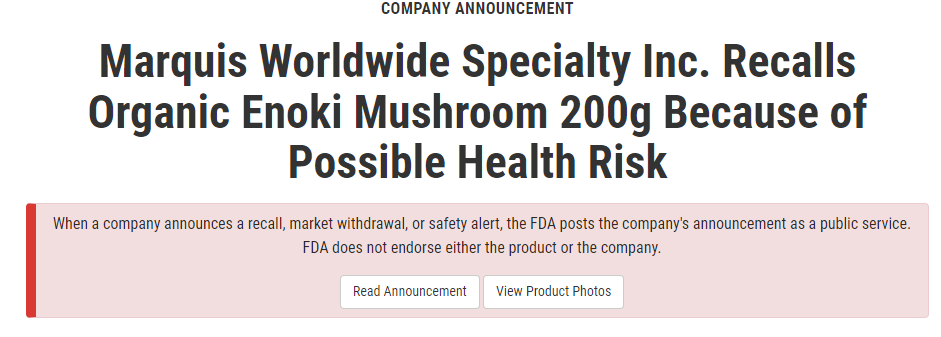 COMPANY ANNOUNCEMENT
Marquis Worldwide Specialty Inc. Recalls
Organic Enoki Mushroom 200g Because of
Possible Health Risk
When a company announces a recall, market withdrawal, or safety alert, the FDA posts the company's announcement as a public service.
FDA does not endorse either the product or the company.
Read Announcement View Product Photos